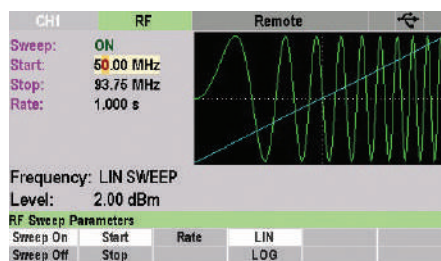 CH1 RF Remote
Sweep: ON
Start: 50.00 MHz
Stop: 93.75 MHz
Rate: 1.000 s
Frequency: LIN SWEEP
Level: 2.00 dBm
RF Sweep Parameters
Sweep On Start Rate LIN
Sweep Off Stop LOG